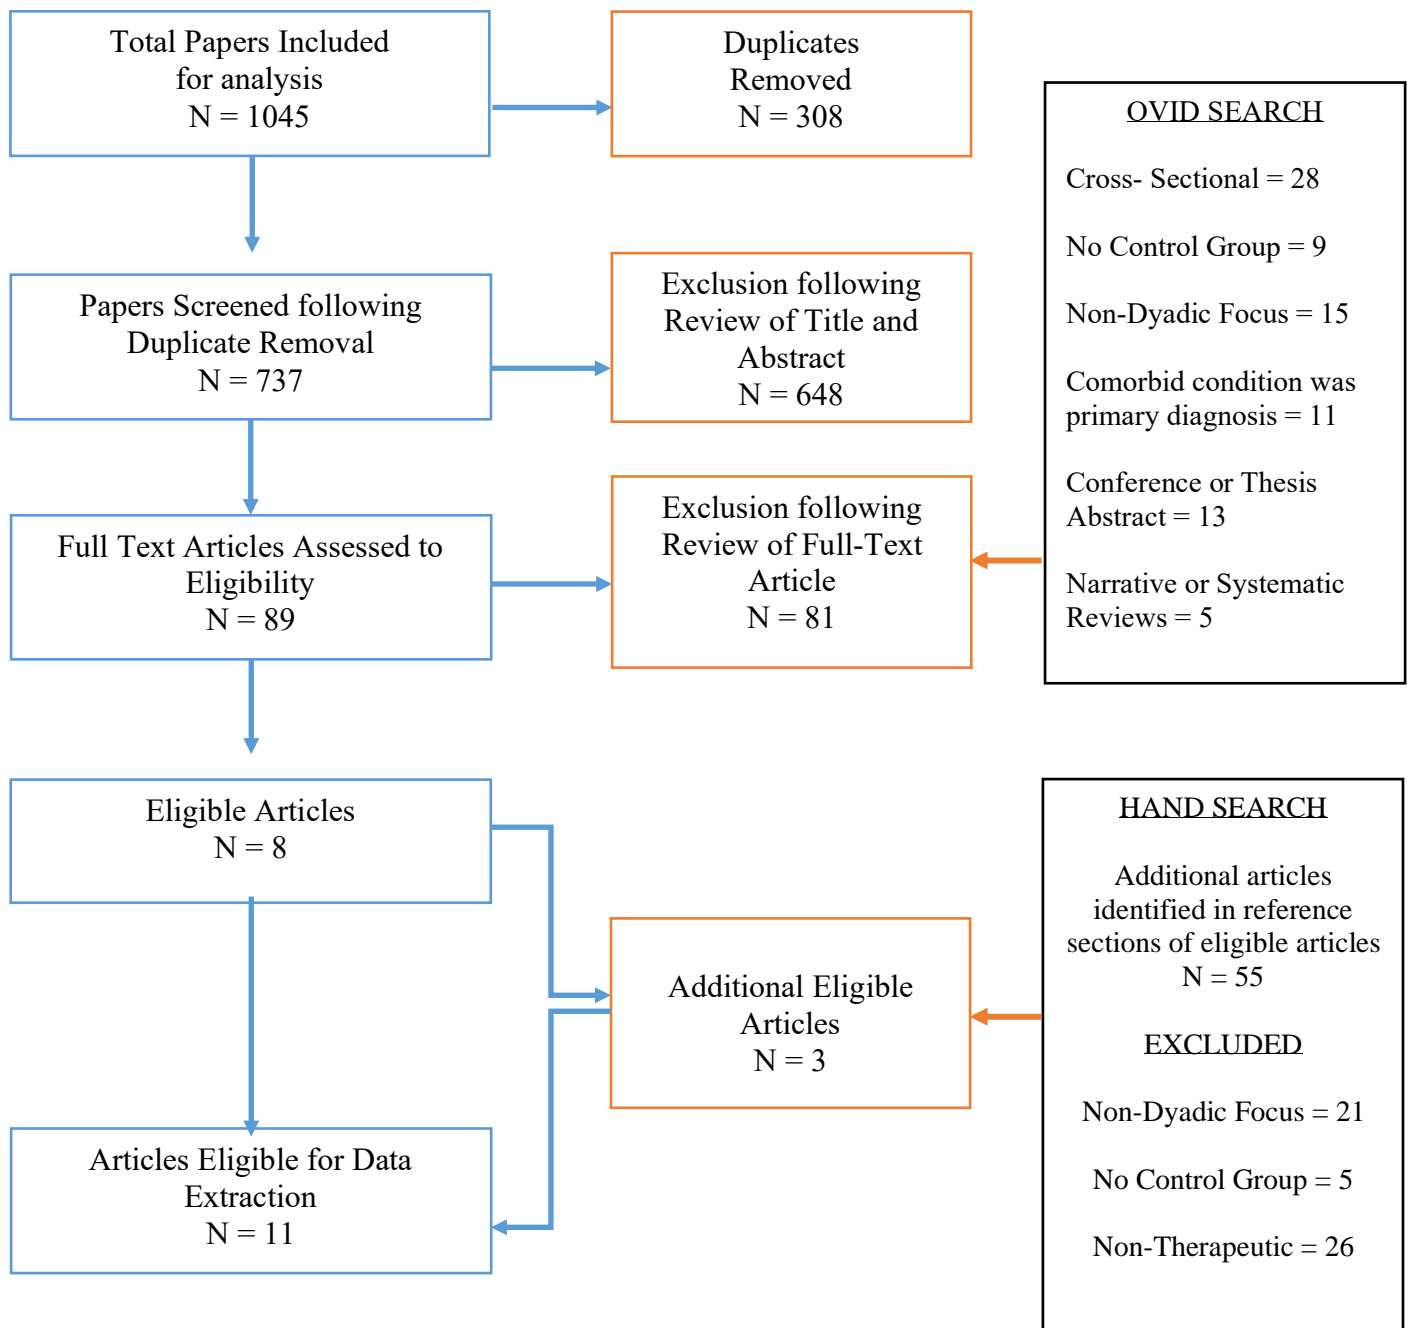 Total Papers Included
for analysis
N = 1045
Duplicates
Removed
N = 308
Papers Screened following
Duplicate Removal
N = 737
Exclusion following
Review of Title and
Abstract
N = 648
Full Text Articles Assessed to
Eligibility
N = 89
Exclusion following
Review of Full-Text
Article
N = 81
OVID SEARCH
Cross- Sectional = 28
No Control Group = 9
Non-Dyadic Focus = 15
Comorbid condition was
primary diagnosis = 11
Conference or Thesis
Abstract = 13
Narrative or Systematic
Reviews = 5
Eligible Articles
N = 8
Additional Eligible
Articles
N = 3
Articles Eligible for Data
Extraction
N = 11
HAND SEARCH
Additional articles
identified in reference
sections of eligible articles
N = 55
EXCLUDED
Non-Dyadic Focus = 21
No Control Group = 5
Non-Therapeutic = 26